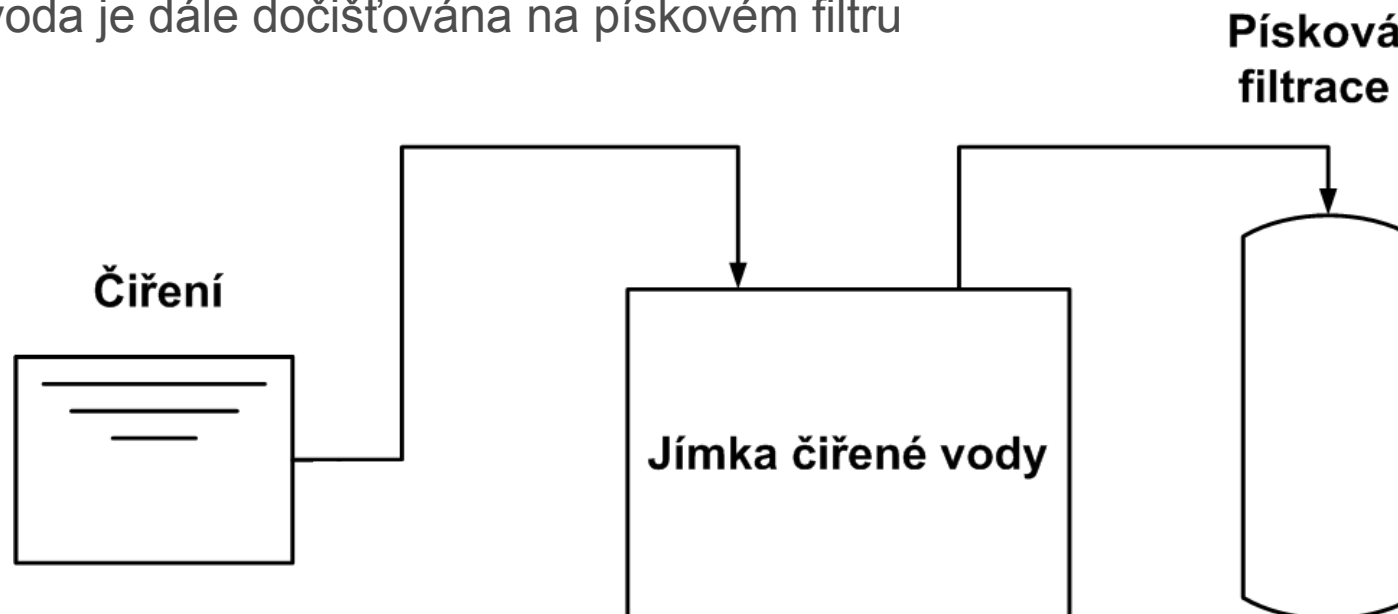 voda je dále dočišťována na pískovém filtru
Písková
filtrace
Čiření
Jímka čiřené vody